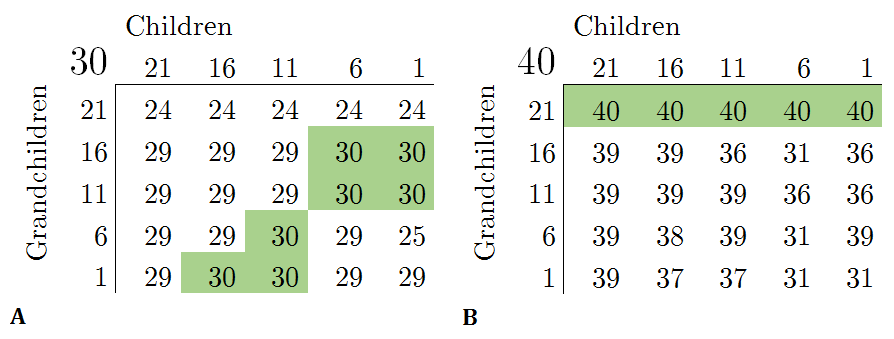 Children
30 21 16 11 6 1
Grandchildren
21 24 24 24 24 24
16 29 29 29 30 30
11 29 29 29 30 30
6 29 29 30 29 25
1 29 30 30 29 29
A
Children
40 21 16 11 6 1
Grandchildren
21 40 40 40 40 40
16 39 39 36 31 36
11 39 39 39 36 36
6 39 38 39 31 39
1 39 37 37 31 31
B